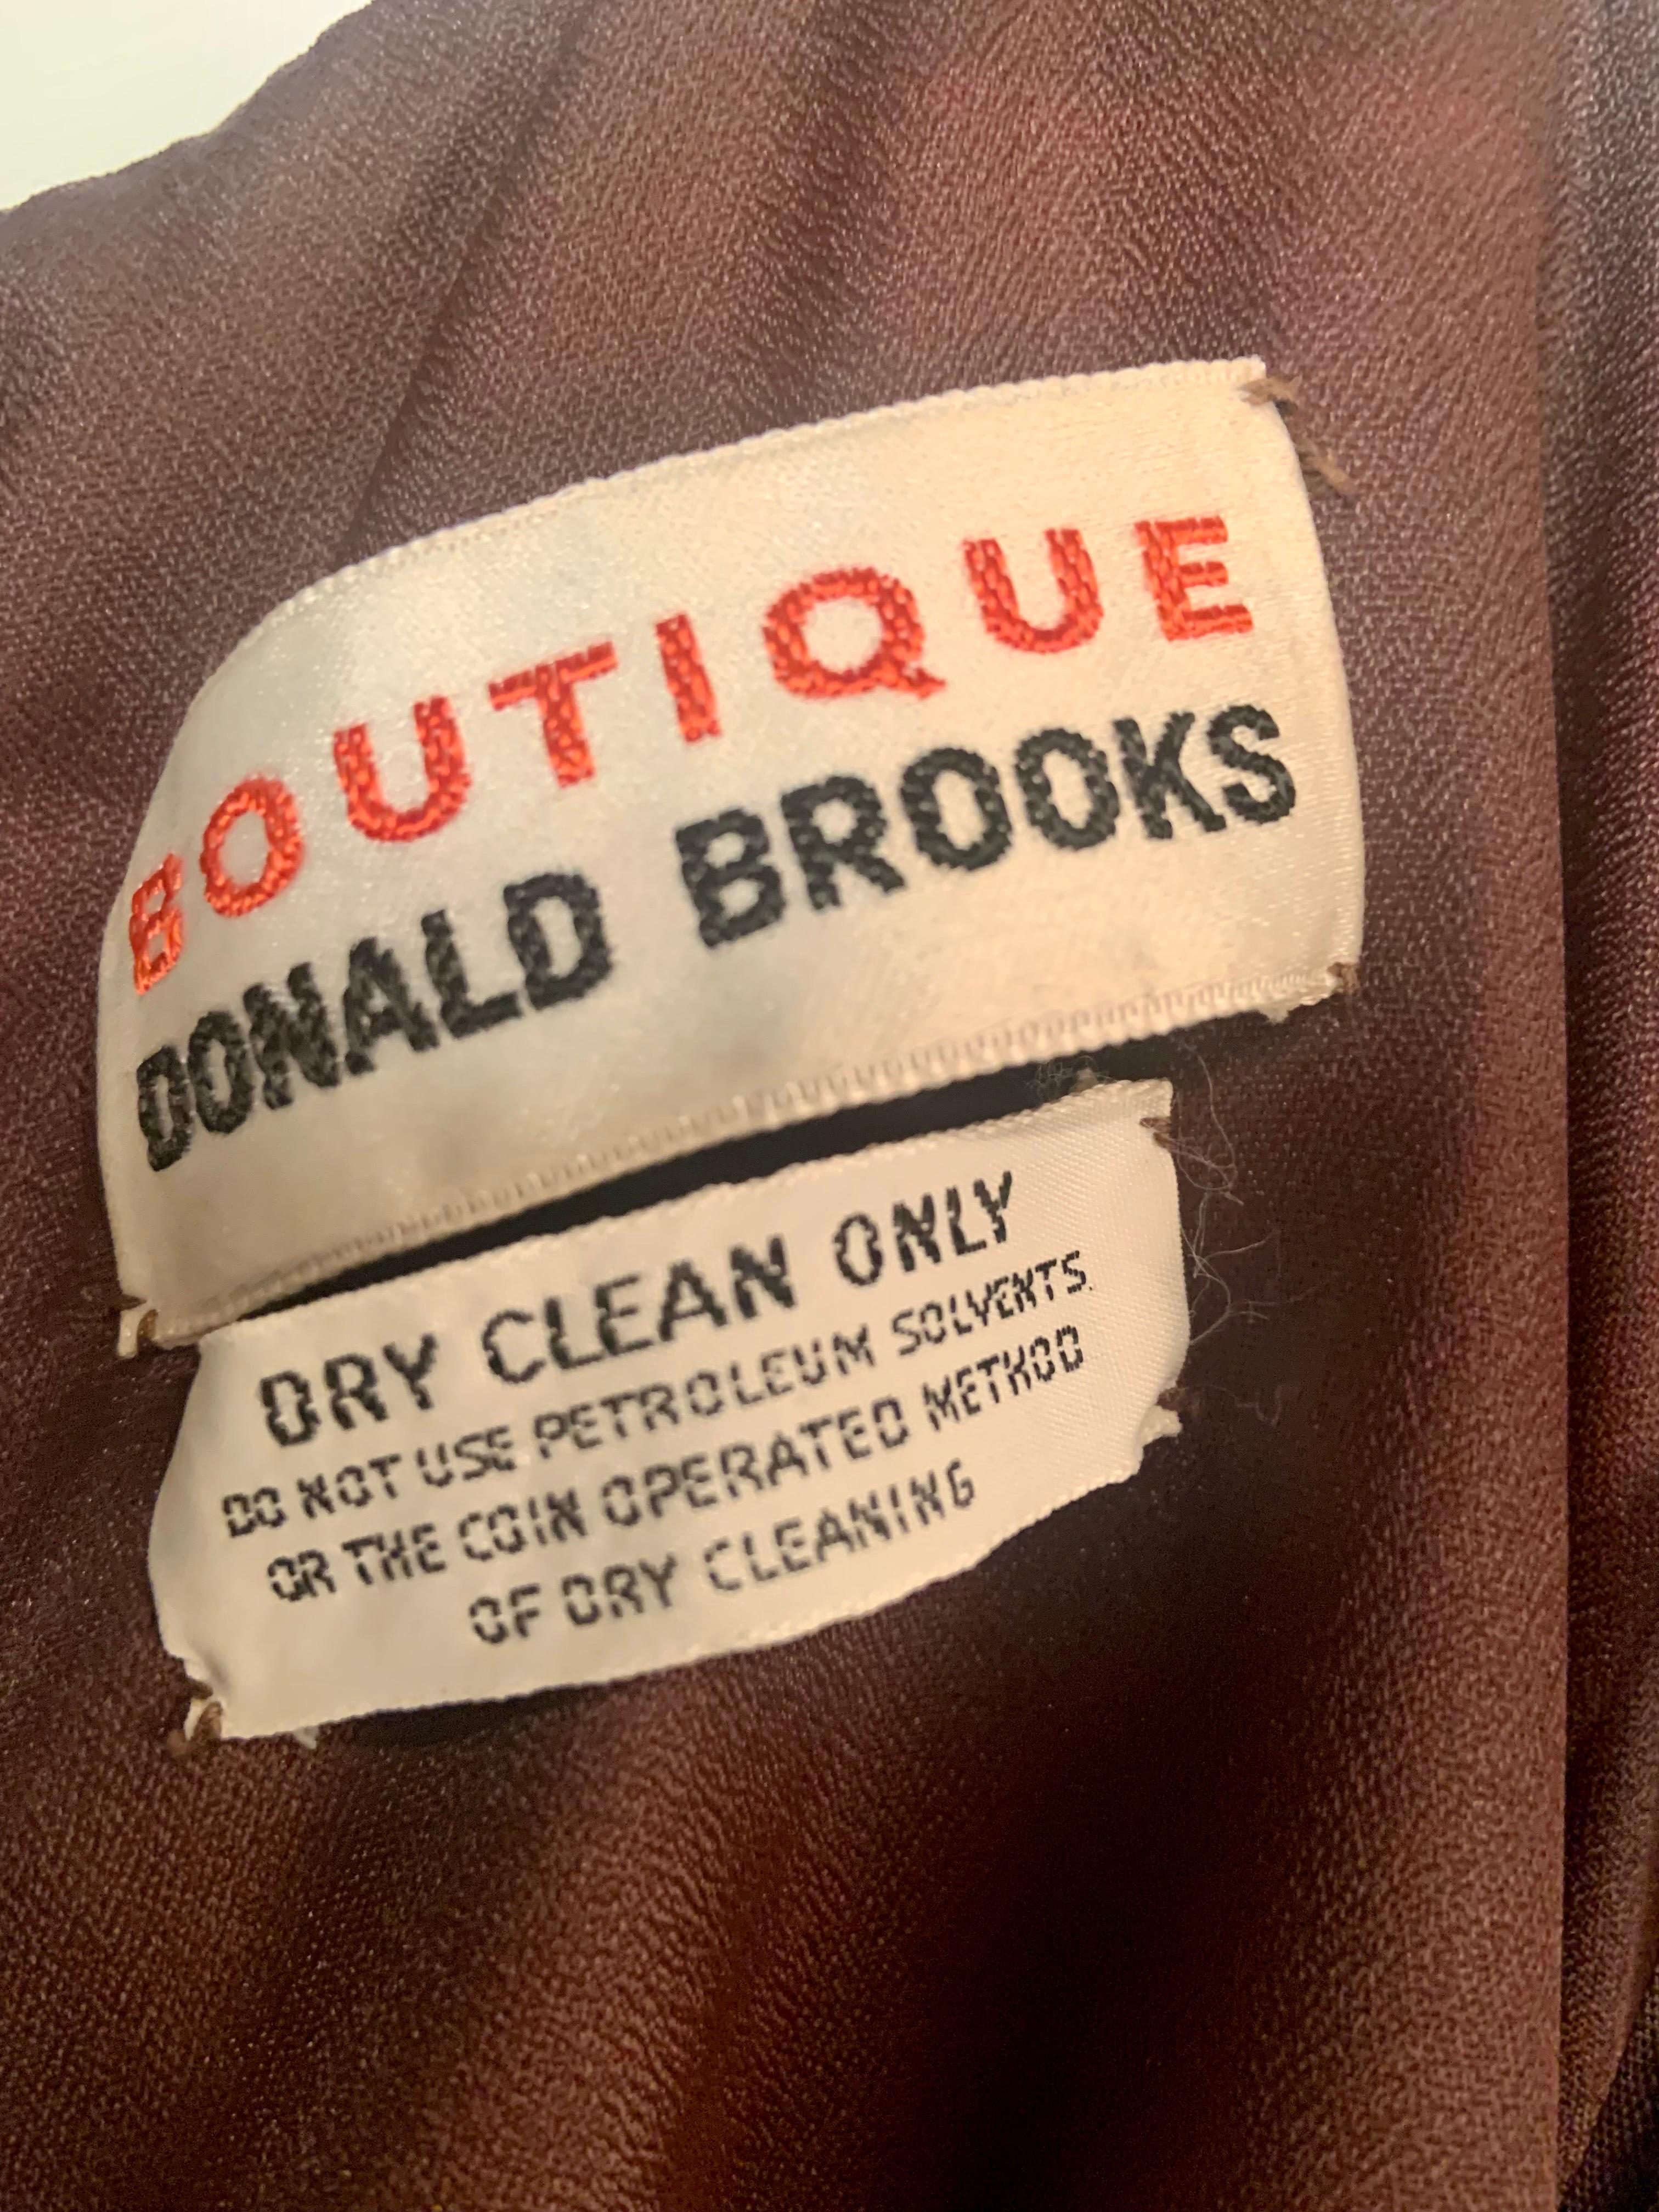 BOUTIQUE
DONALD BROOKS
DRY CLEAN ONLY
DO NOT USE PETROLEUM SOLVENTS.
OR THE COIN OPERATED METHOD
OF DRY CLEANING